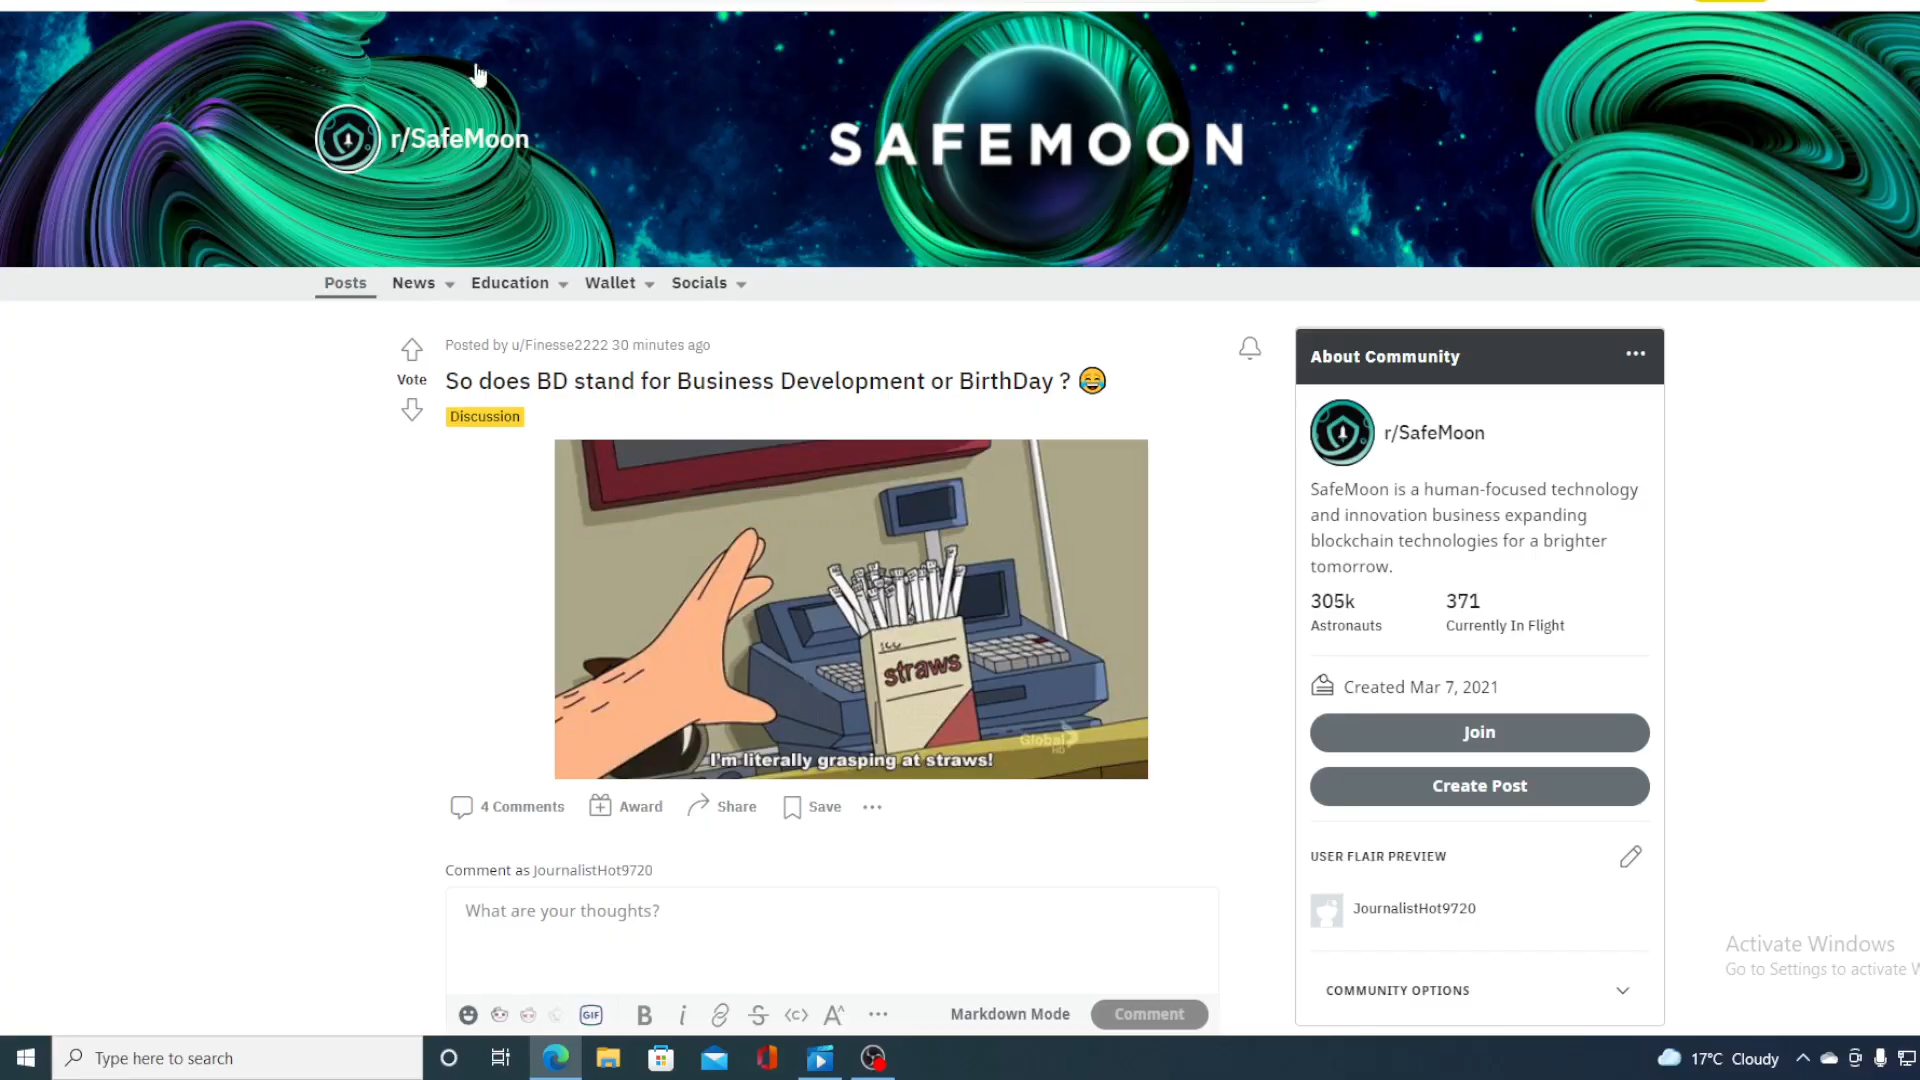 r/SafeMoon
SAFEMOON
Posts News Education Wallet Socials
Posted by u/Finesse2222 30 minutes ago
Vote
So does BD stand for Business Development or BirthDay ? 😂
Discussion
straws
Global
HD
I'm literally grasping at straws!
4 Comments Award Share Save
Comment as JournalistHot9720
What are your thoughts?
GIF B i Markdown Mode Comment
About Community
r/SafeMoon
SafeMoon is a human-focused technology
and innovation business expanding
blockchain technologies for a brighter
tomorrow.
305k 371
Astronauts Currently In Flight
Created Mar 7, 2021
Join
Create Post
USER FLAIR PREVIEW
JournalistHot9720
COMMUNITY OPTIONS
Activate Windows
Go to Settings to activate W
Type here to search
17°C Cloudy